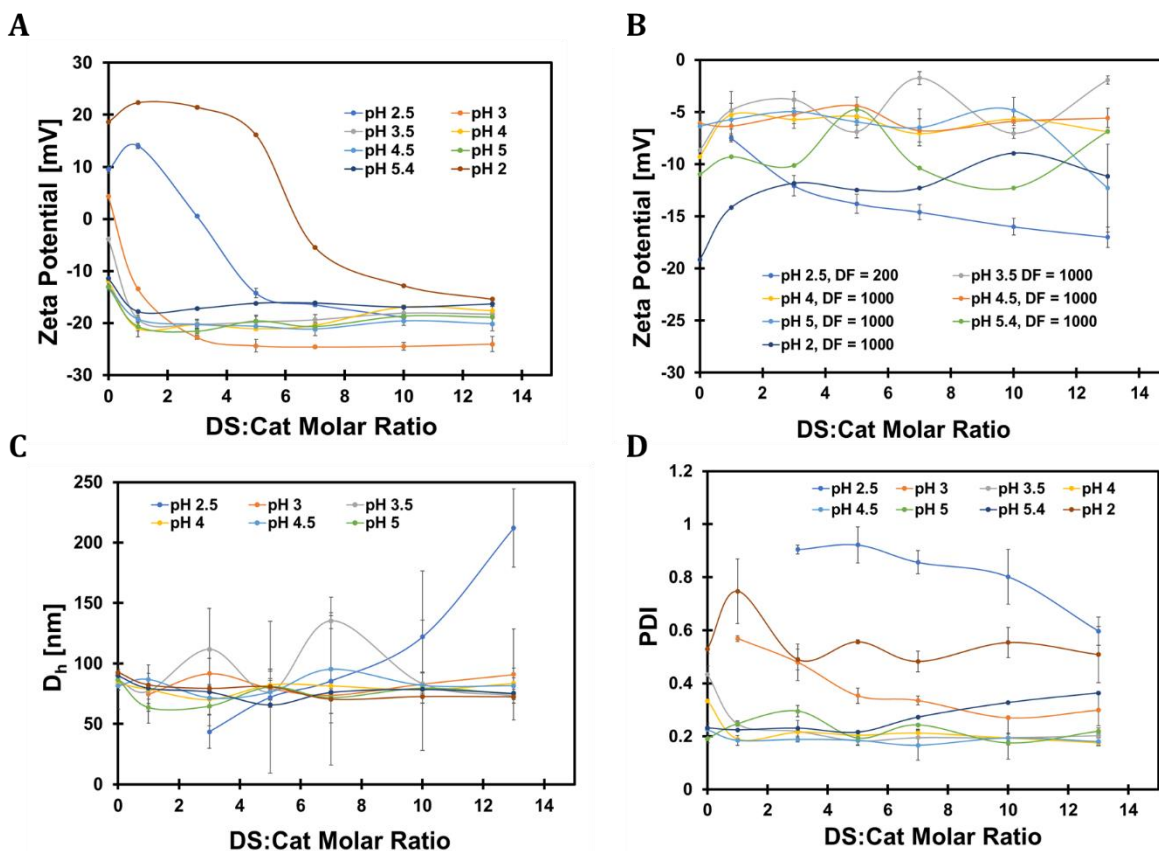 A
30
20
10
0
-10
-20
-30
Zeta Potential [mV]
pH 2.5 pH 3
pH 3.5 pH 4
pH 4.5 pH 5
pH 5.4 pH 2
0 2 4 6 8 10 12 14
DS:Cat Molar Ratio
B
0
-5
-10
-15
-20
-25
-30
Zeta Potential [mV]
pH 2.5, DF = 200 pH 3.5 DF = 1000
pH 4, DF = 1000 pH 4.5, DF = 1000
pH 5, DF = 1000 pH 5.4, DF = 1000
pH 2, DF = 1000
0 2 4 6 8 10 12 14
DS:Cat Molar Ratio
C
250
200
150
100
50
0
Dh [nm]
pH 2.5 pH 3 pH 3.5
pH 4 pH 4.5 pH 5
0 2 4 6 8 10 12 14
DS:Cat Molar Ratio
D
1.2
1
0.8
0.6
0.4
0.2
0
PDI
pH 2.5 pH 3 pH 3.5 pH 4
pH 4.5 pH 5 pH 5.4 pH 2
0 2 4 6 8 10 12 14
DS:Cat Molar Ratio